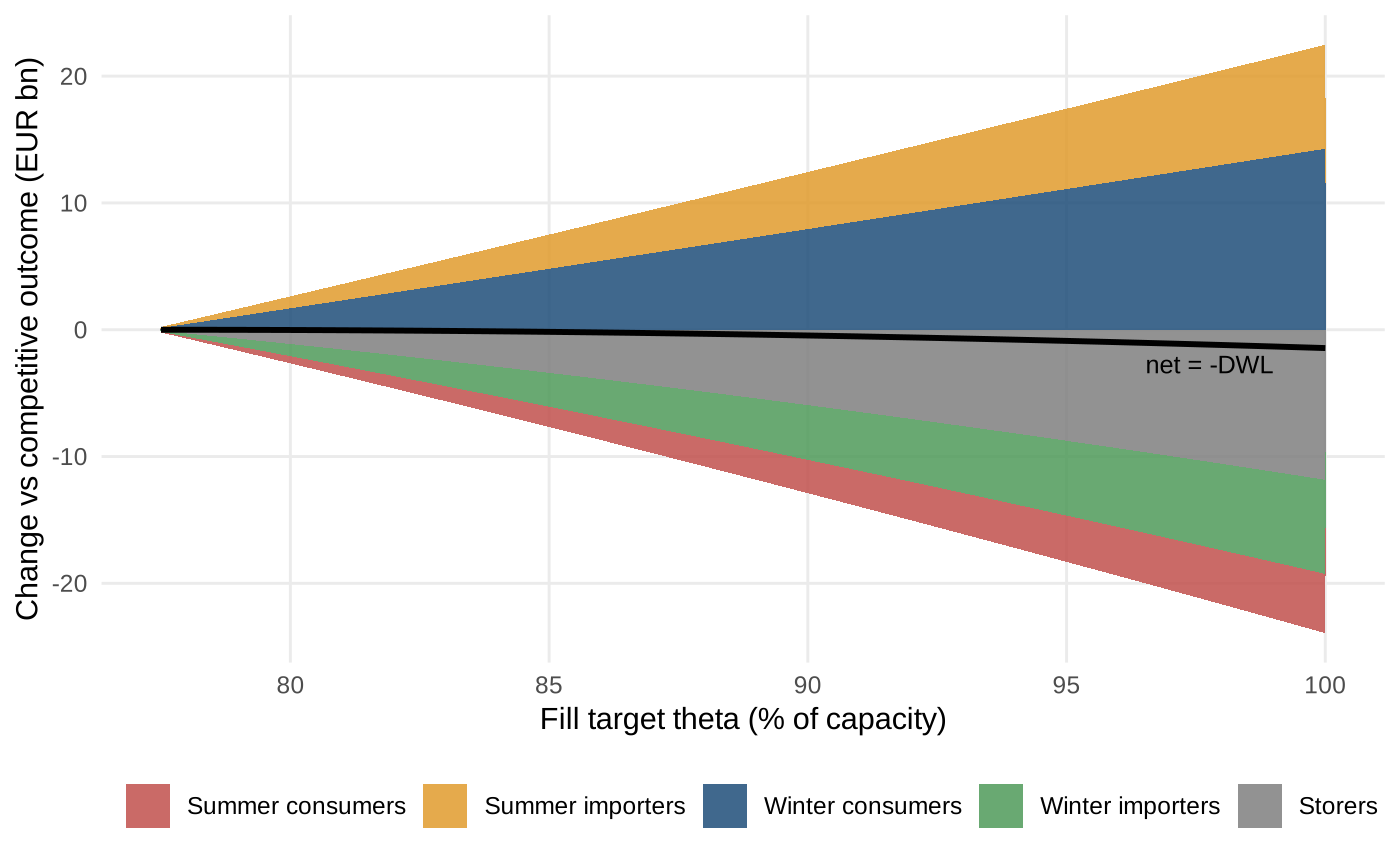 Change vs competitive outcome (EUR bn)
20
10
0
-10
-20
net = -DWL
80 85 90 95 100
Fill target theta (% of capacity)
Summer consumers Summer importers Winter consumers Winter importers Storers